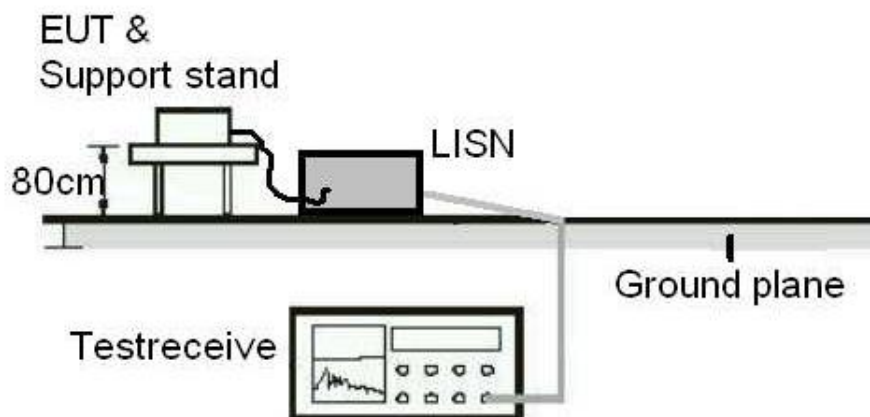 EUT &
Support stand
LISN
80cm
Ground plane
Testreceive